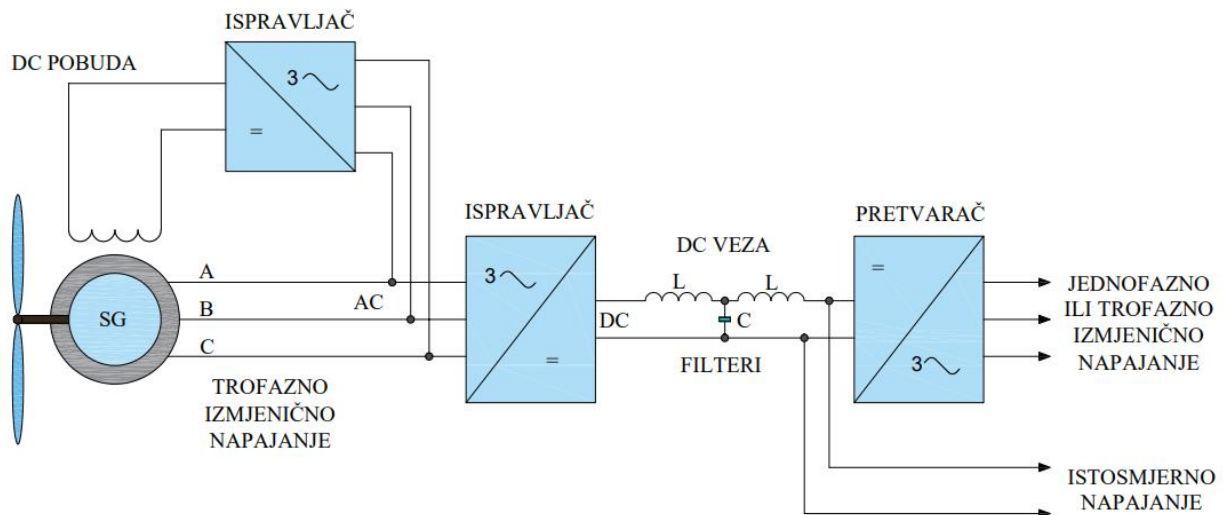 ISPRAVLJAČ
DC POBUDA
3
=
ISPRAVLJAČ
PRETVARAČ
DC VEZA
A
3
L
L
=
JEDNOFAZNO
B
AC
SG
DC
C
ILI TROFAZNO
IZMJENIČNO
C
=
FILTERI
3
NAPAJANJE
TROFAZNO
IZMJENIČNO
NAPAJANJE
ISTOSMJERNO
NAPAJANJE